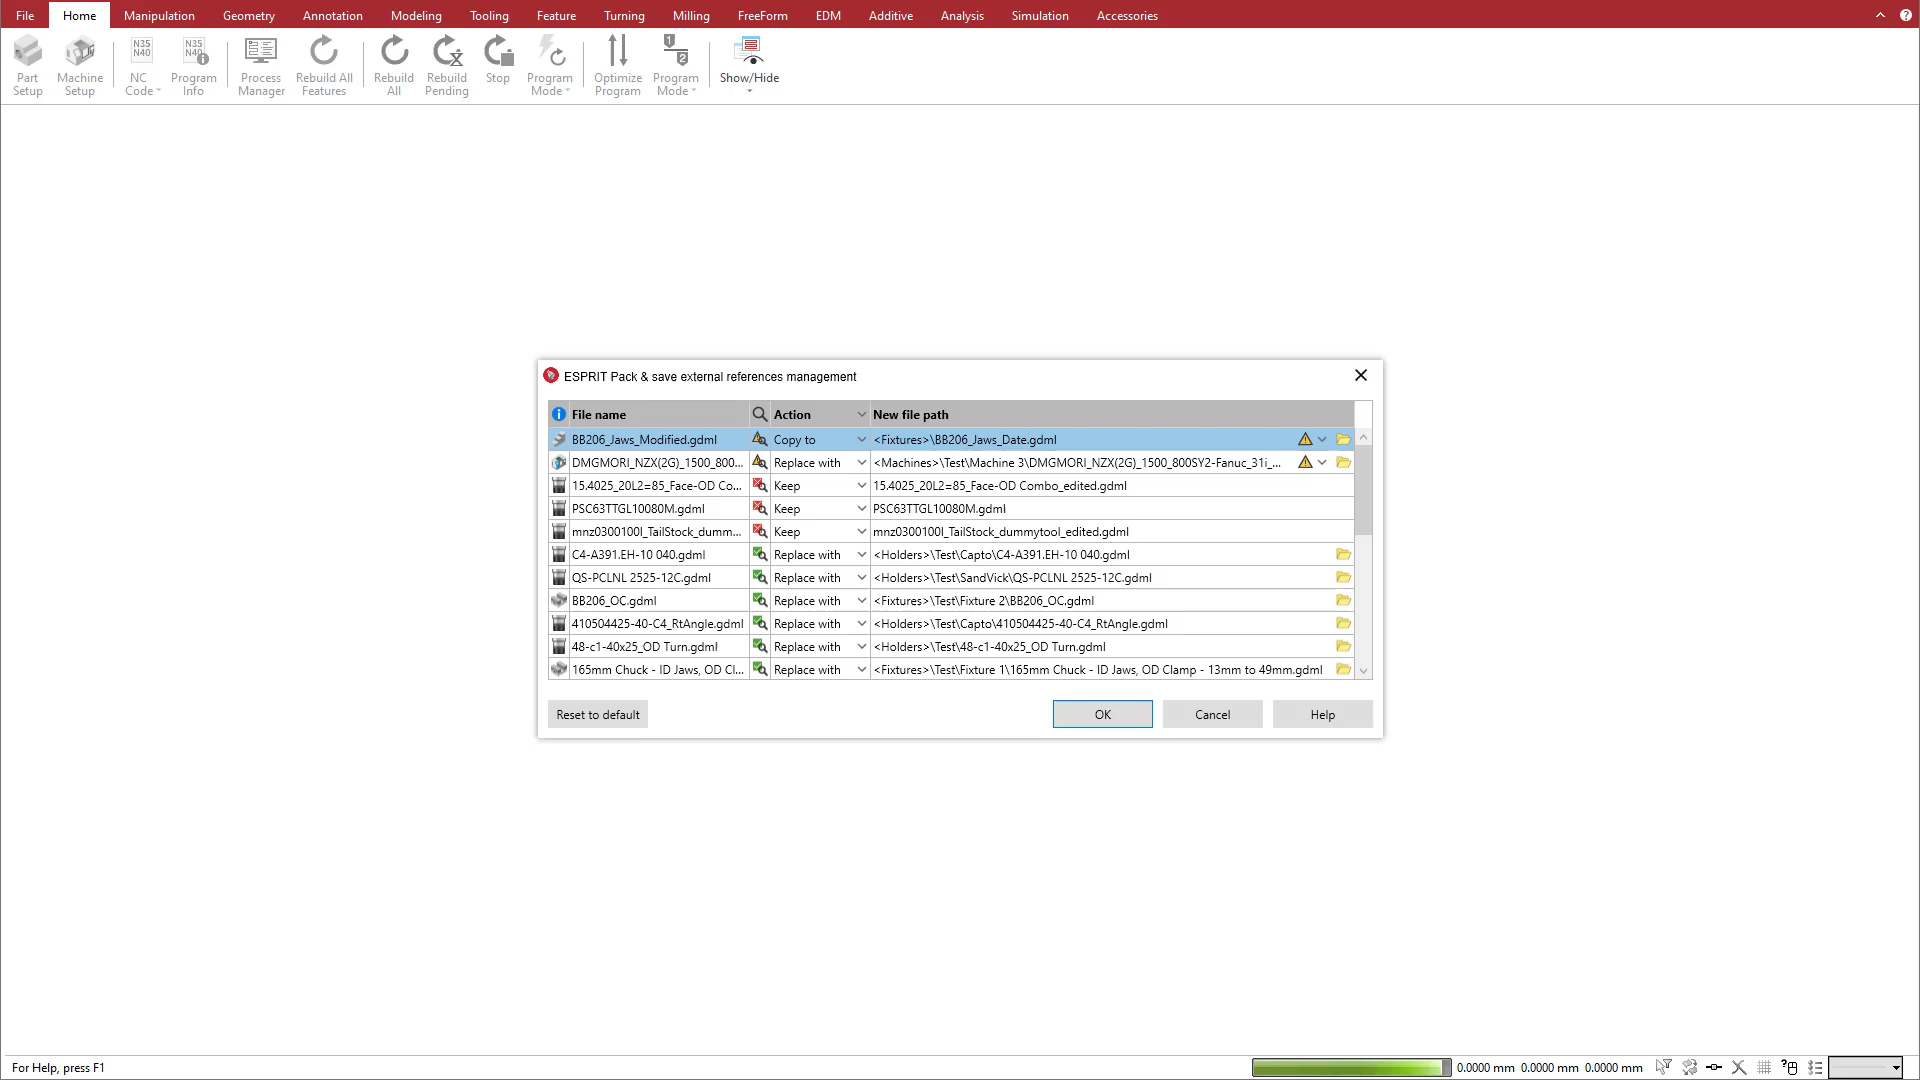 File Home Manipulation Geometry Annotation Modeling Tooling Feature Turning Milling FreeForm EDM Additive Analysis Simulation Accessories
Part Setup
Machine Setup
N35 N40 NC Code
N35 N40 Program Info
Process Manager
Rebuild All Features
Rebuild All
Rebuild Pending
Stop
Program Mode
Optimize Program
1 2 Program Mode
Show/Hide
ESPRIT Pack & save external references management
File name Action New file path
BB206_Jaws_Modified.gdml Copy to <Fixtures>\BB206_Jaws_Date.gdml
DMGMORI_NZX(2G)_1500_800... Replace with <Machines>\Test\Machine 3\DMGMORI_NZX(2G)_1500_800SY2-Fanuc_31i_...
15.4025_20L2=85_Face-OD Co... Keep 15.4025_20L2=85_Face-OD Combo_edited.gdml
PSC63TTGL10080M.gdml Keep PSC63TTGL10080M.gdml
mnz0300100l_TailStock_dumm... Keep mnz0300100l_TailStock_dummytool_edited.gdml
C4-A391.EH-10 040.gdml Replace with <Holders>\Test\Capto\C4-A391.EH-10 040.gdml
QS-PCLNL 2525-12C.gdml Replace with <Holders>\Test\SandVick\QS-PCLNL 2525-12C.gdml
BB206_OC.gdml Replace with <Fixtures>\Test\Fixture 2\BB206_OC.gdml
410504425-40-C4_RtAngle.gdml Replace with <Holders>\Test\Capto\410504425-40-C4_RtAngle.gdml
48-c1-40x25_OD Turn.gdml Replace with <Holders>\Test\48-c1-40x25_OD Turn.gdml
165mm Chuck - ID Jaws, OD Cl... Replace with <Fixtures>\Test\Fixture 1\165mm Chuck - ID Jaws, OD Clamp - 13mm to 49mm.gdml
Reset to default OK Cancel Help
For Help, press F1 0.0000 mm 0.0000 mm 0.0000 mm